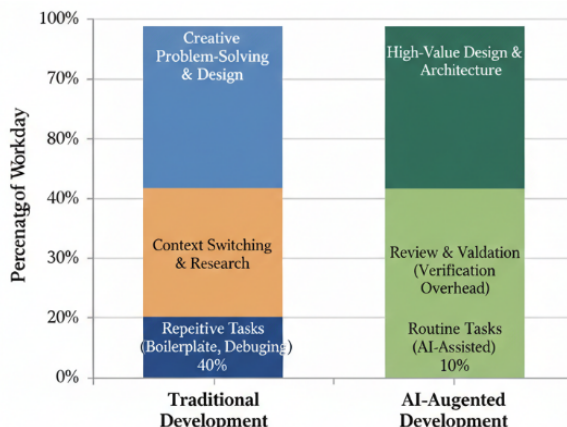 100%
70%
80%
40%
30%
20%
0%
Percenatgof Workday
Creative
Problem-Solving
& Design
Context Switching
& Research
Repeitive Tasks
(Boilerplate, Debuging)
40%
High-Value Design &
Architecture
Review & Valdation
(Verification
Overhead)
Routine Tasks
(AI-Assisted)
10%
Traditional
Development
AI-Augented
Development